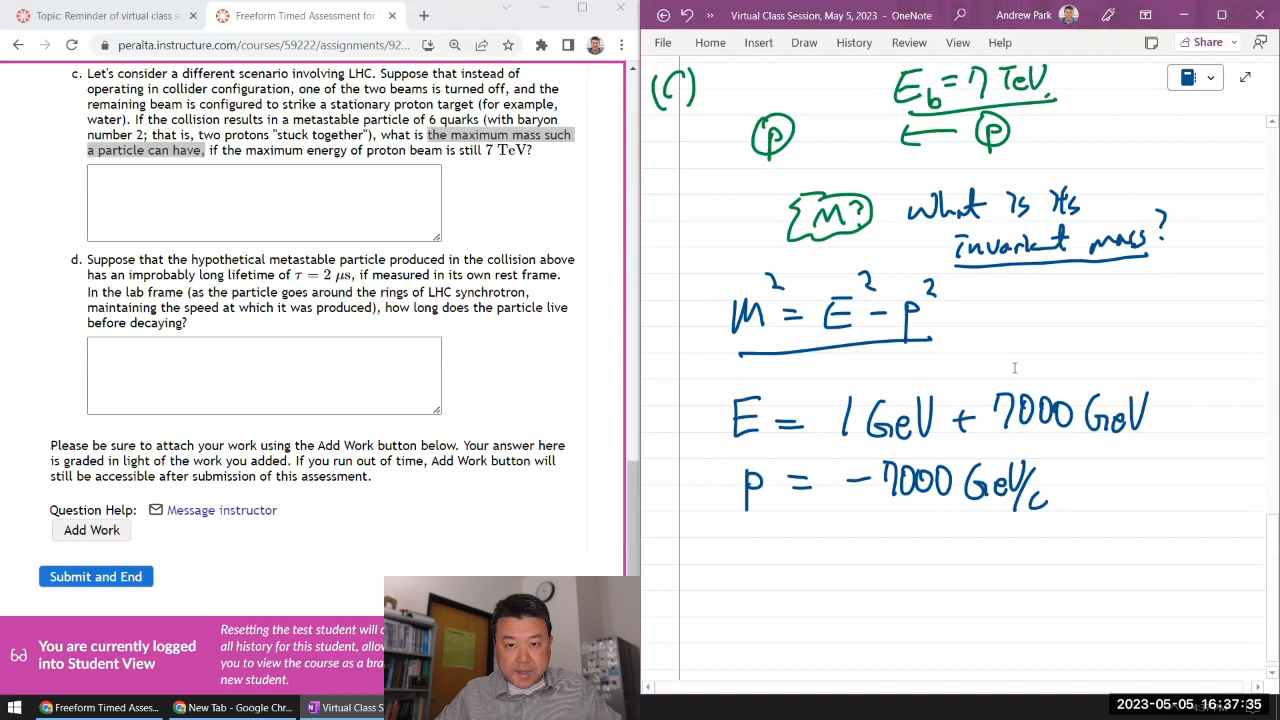 Topic: Reminder of virtual class s
Freeform Timed Assessment for
peralta.instructure.com/courses/59222/assignments/92...
c. Let's consider a different scenario involving LHC. Suppose that instead of
operating in collider configuration, one of the two beams is turned off, and the
remaining beam is configured to strike a stationary proton target (for example,
water). If the collision results in a metastable particle of 6 quarks (with baryon
number 2; that is, two protons "stuck together"), what is the maximum mass such
a particle can have, if the maximum energy of proton beam is still 7 TeV?
d. Suppose that the hypothetical metastable particle produced in the collision above
has an improbably long lifetime of τ = 2 μs, if measured in its own rest frame.
In the lab frame (as the particle goes around the rings of LHC synchrotron,
maintaining the speed at which it was produced), how long does the particle live
before decaying?
Please be sure to attach your work using the Add Work button below. Your answer here
is graded in light of the work you added. If you run out of time, Add Work button will
still be accessible after submission of this assessment.
Question Help: Message instructor
Add Work
Submit and End
You are currently logged
into Student View
Resetting the test student will c
all history for this student, allo
you to view the course as a bra
new student.
Freeform Timed Asses...
New Tab - Google Chr...
Virtual Class S
Virtual Class Session, May 5, 2023 - OneNote
Andrew Park
File Home Insert Draw History Review View Help
Share
(C)
E_b = 7 TeV.
p ← p
M?
What is its
invariant mass?
M² = E² - p²
E = 1 GeV + 7000 GeV
p = - 7000 GeV/c
2023-05-05 16:37:35